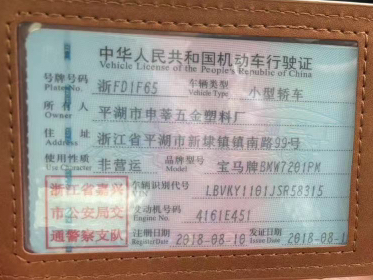 中华人民共和国机动车行驶证
Vehicle License of the People's Republic of China
号牌号码 浙FD1F65 车辆类型 小型轿车
Plate No. Vehicle Type
所有人 平湖市申莘五金塑料厂
Owner
住址 浙江省平湖市新埭镇镇南路99号
Address
使用性质 非营运 品牌型号 宝马牌BMW7201PM
Use Character Model
浙江省嘉兴 车辆识别代号 LBVKY1101JSR58315
VIN
市公安局交 发动机号码 4161E451
Engine No.
通警察支队 注册日期 2018-08-10 发证日期 2018-08-1
Register Date Issue Date